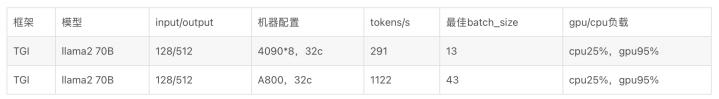 框架 模型 input/output 机器配置 tokens/s 最佳batch_size gpu/cpu负载
TGI llama2 70B 128/512 4090*8，32c 291 13 cpu25%，gpu95%
TGI llama2 70B 128/512 A800，32c 1122 43 cpu25%，gpu95%